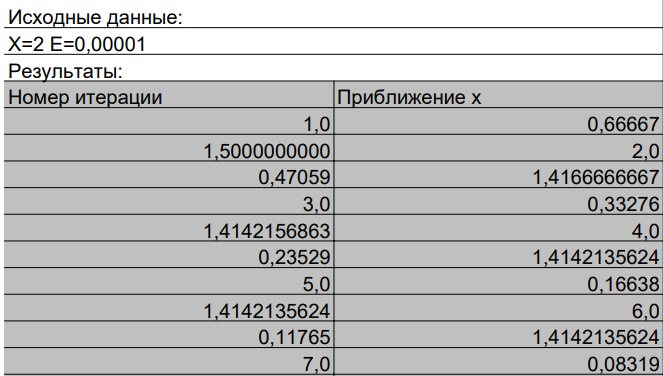 Исходные данные:
X=2 E=0,00001
Результаты:
Номер итерации Приближение x
1,0 0,66667
1,5000000000 2,0
0,47059 1,4166666667
3,0 0,33276
1,4142156863 4,0
0,23529 1,4142135624
5,0 0,16638
1,4142135624 6,0
0,11765 1,4142135624
7,0 0,08319